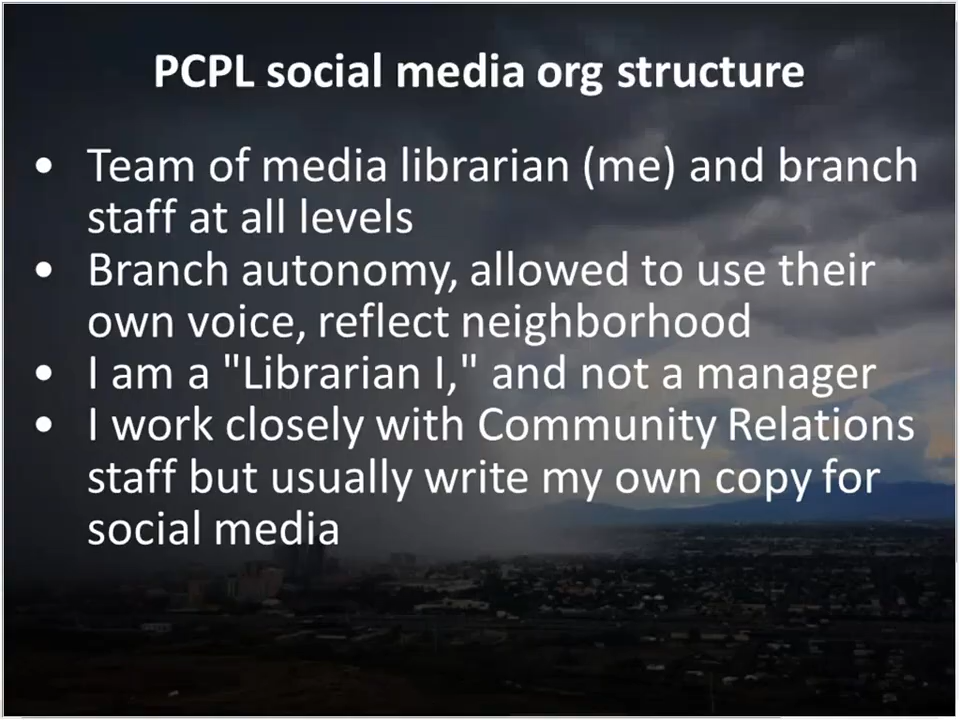 PCPL social media org structure
• Team of media librarian (me) and branch
staff at all levels
• Branch autonomy, allowed to use their
own voice, reflect neighborhood
• I am a "Librarian I," and not a manager
• I work closely with Community Relations
staff but usually write my own copy for
social media